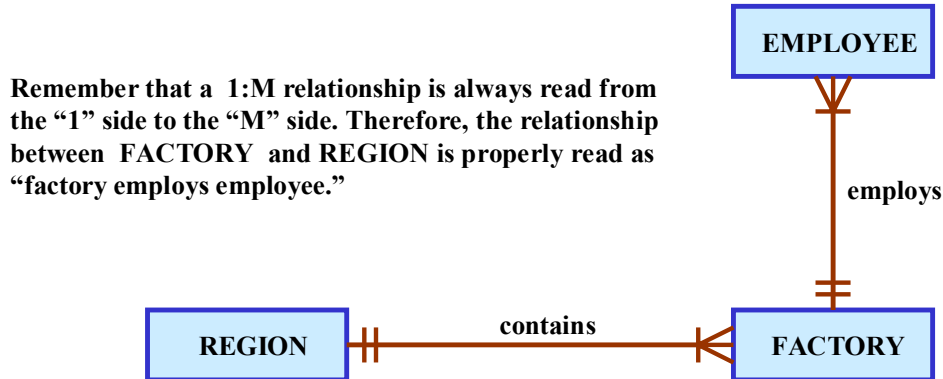 EMPLOYEE
Remember that a 1:M relationship is always read from
the “1” side to the “M” side. Therefore, the relationship
between FACTORY and REGION is properly read as
“factory employs employee.”
employs
contains
REGION
FACTORY